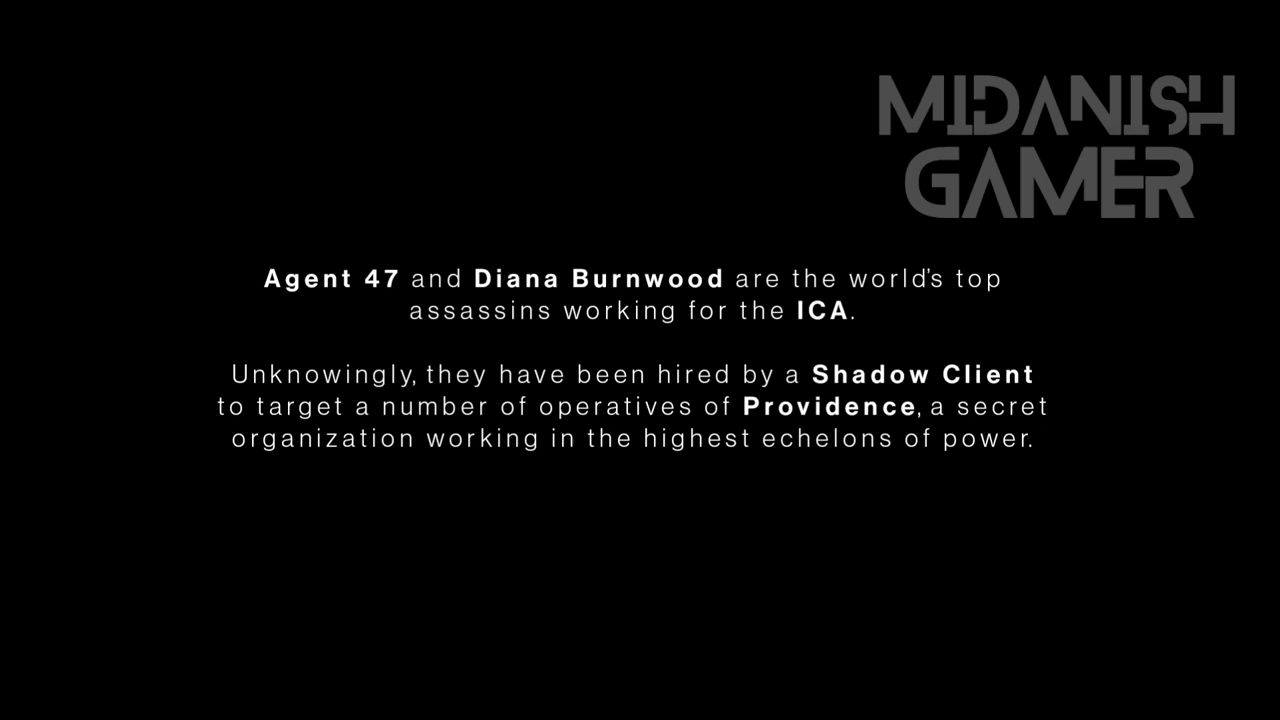 MIDANISH
GAMER
Agent 47 and Diana Burnwood are the world's top
assassins working for the ICA.
Unknowingly, they have been hired by a Shadow Client
to target a number of operatives of Providence, a secret
organization working in the highest echelons of power.